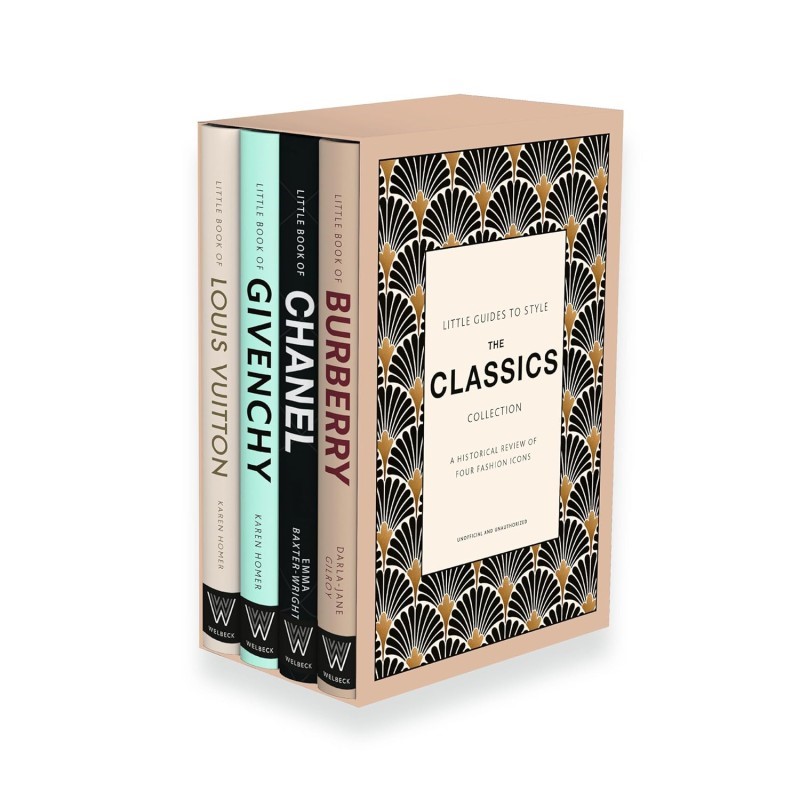 LITTLE BOOK OF LOUIS VUITTON KAREN HOMER
W
WELBECK
LITTLE BOOK OF GIVENCHY KAREN HOMER
W
WELBECK
LITTLE BOOK OF CHANEL EMMA
BAXTER-WRIGHT
W
WELBECK
LITTLE BOOK OF BURBERRY DARLA-JANE
GILROY
W
WELBECK
LITTLE GUIDES TO STYLE
THE
CLASSICS
COLLECTION
A HISTORICAL REVIEW OF
FOUR FASHION ICONS
UNOFFICIAL AND UNAUTHORIZED